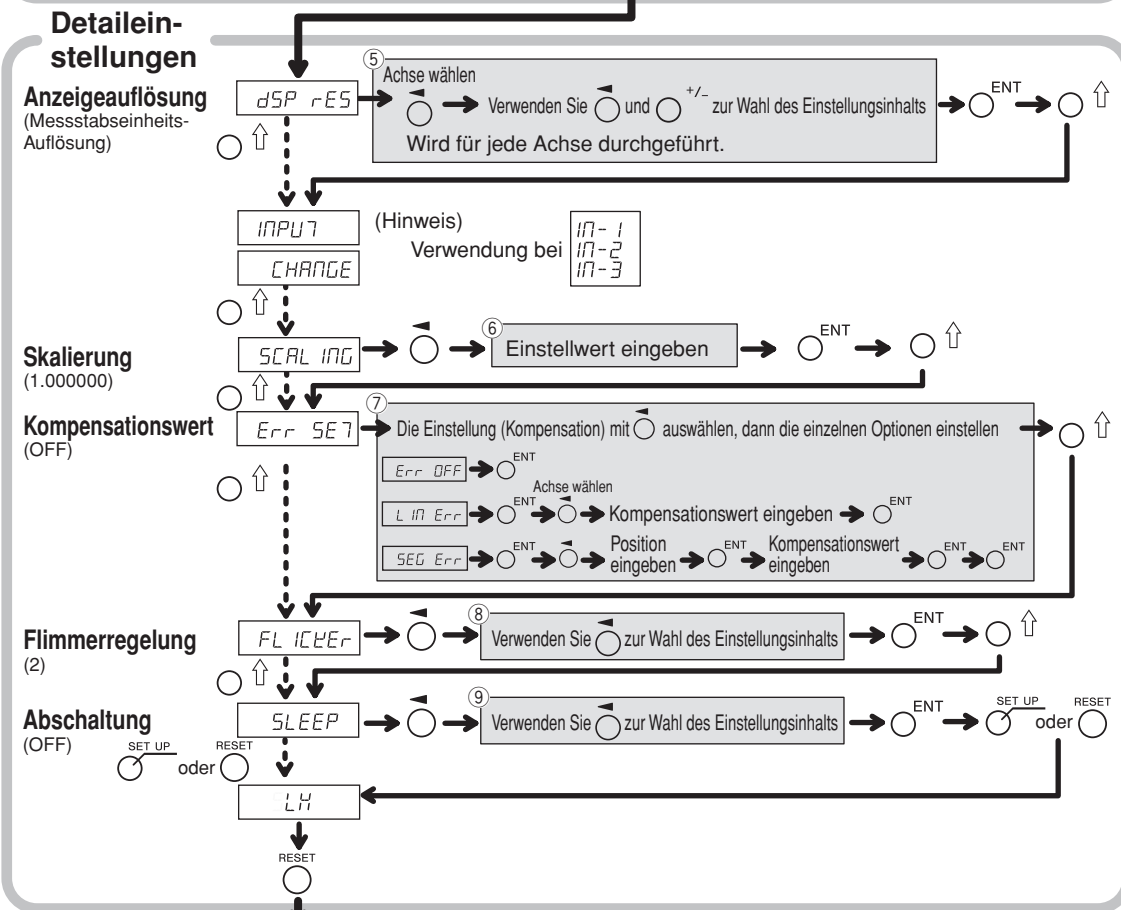 Detailein-
stellungen
Anzeigeauflösung
(Messstabseinheits-
Auflösung)
dSP rES
⑤
Achse wählen
Verwenden Sie und +/- zur Wahl des Einstellungsinhalts
ENT
Wird für jede Achse durchgeführt.
INPUT
CHANGE
(Hinweis)
Verwendung bei
IN-1
IN-2
IN-3
Skalierung
(1.000000)
SCALING
⑥
Einstellwert eingeben
ENT
Kompensationswert
(OFF)
Err SET
⑦
Die Einstellung (Kompensation) mit auswählen, dann die einzelnen Optionen einstellen
Err OFF ENT
Achse wählen
LIN Err ENT Kompensationswert eingeben ENT
SEG Err ENT Position eingeben ENT Kompensationswert eingeben ENT ENT
Flimmerregelung
(2)
FLICKEr
⑧
Verwenden Sie zur Wahl des Einstellungsinhalts
ENT
Abschaltung
(OFF)
SLEEP
⑨
Verwenden Sie zur Wahl des Einstellungsinhalts
ENT
SET UP oder RESET
SET UP oder RESET
LH
RESET